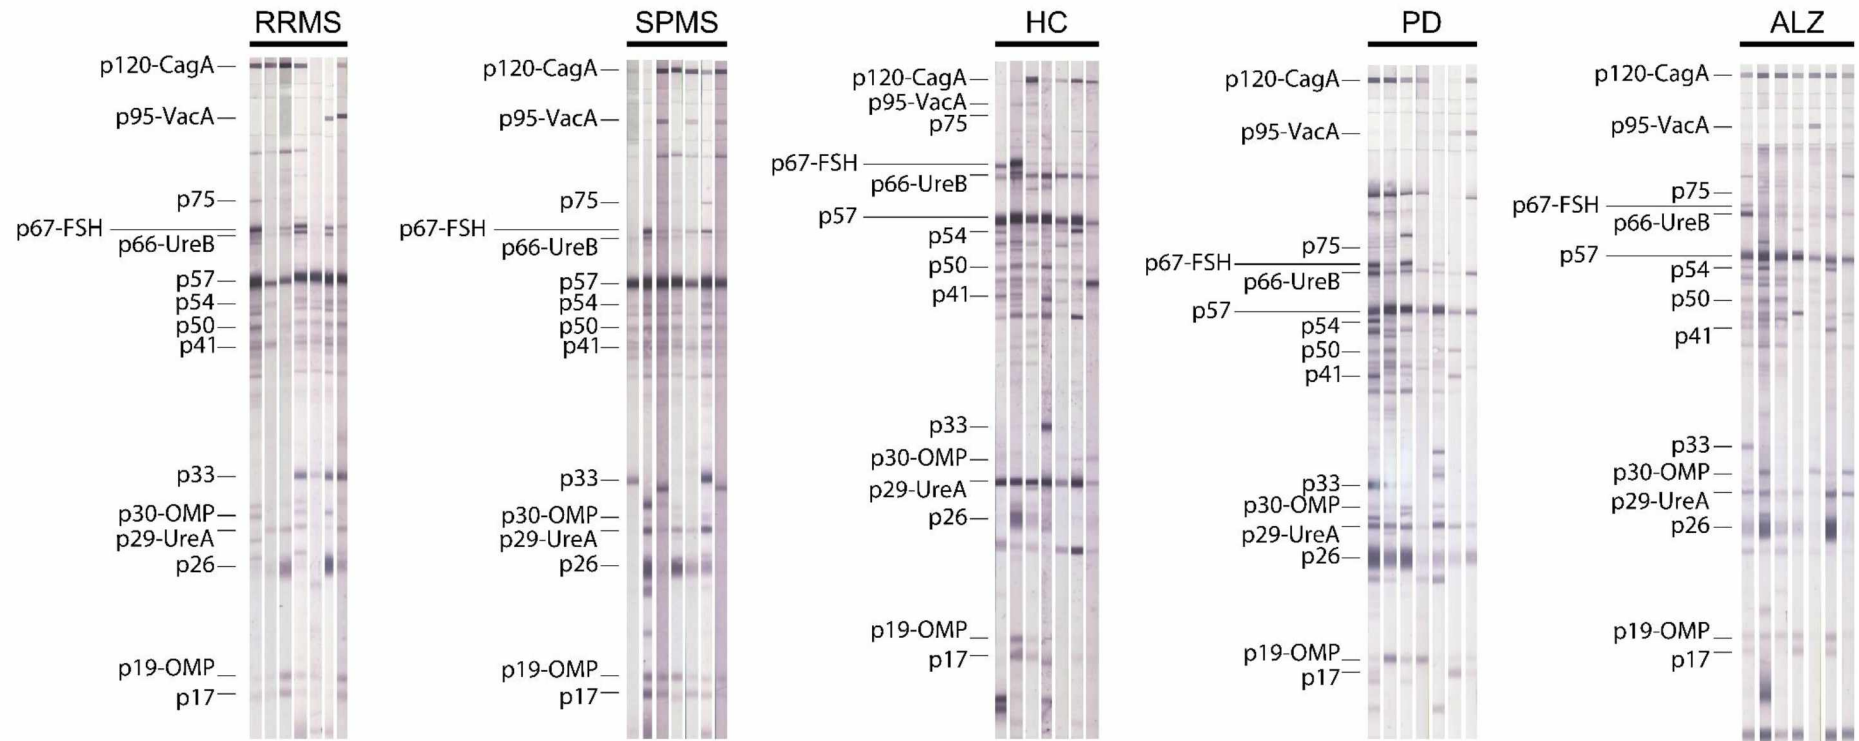 RRMS
p120-CagA
p95-VacA
p75
p67-FSH
p66-UreB
p57
p54
p50
p41
p33
p30-OMP
p29-UreA
p26
p19-OMP
p17
SPMS
p120-CagA
p95-VacA
p75
p67-FSH
p66-UreB
p57
p54
p50
p41
p33
p30-OMP
p29-UreA
p26
p19-OMP
p17
HC
p120-CagA
p95-VacA
p75
p67-FSH
p66-UreB
p57
p54
p50
p41
p33
p30-OMP
p29-UreA
p26
p19-OMP
p17
PD
p120-CagA
p95-VacA
p75
p67-FSH
p66-UreB
p57
p54
p50
p41
p33
p30-OMP
p29-UreA
p26
p19-OMP
p17
ALZ
p120-CagA
p95-VacA
p75
p67-FSH
p66-UreB
p57
p54
p50
p41
p33
p30-OMP
p29-UreA
p26
p19-OMP
p17